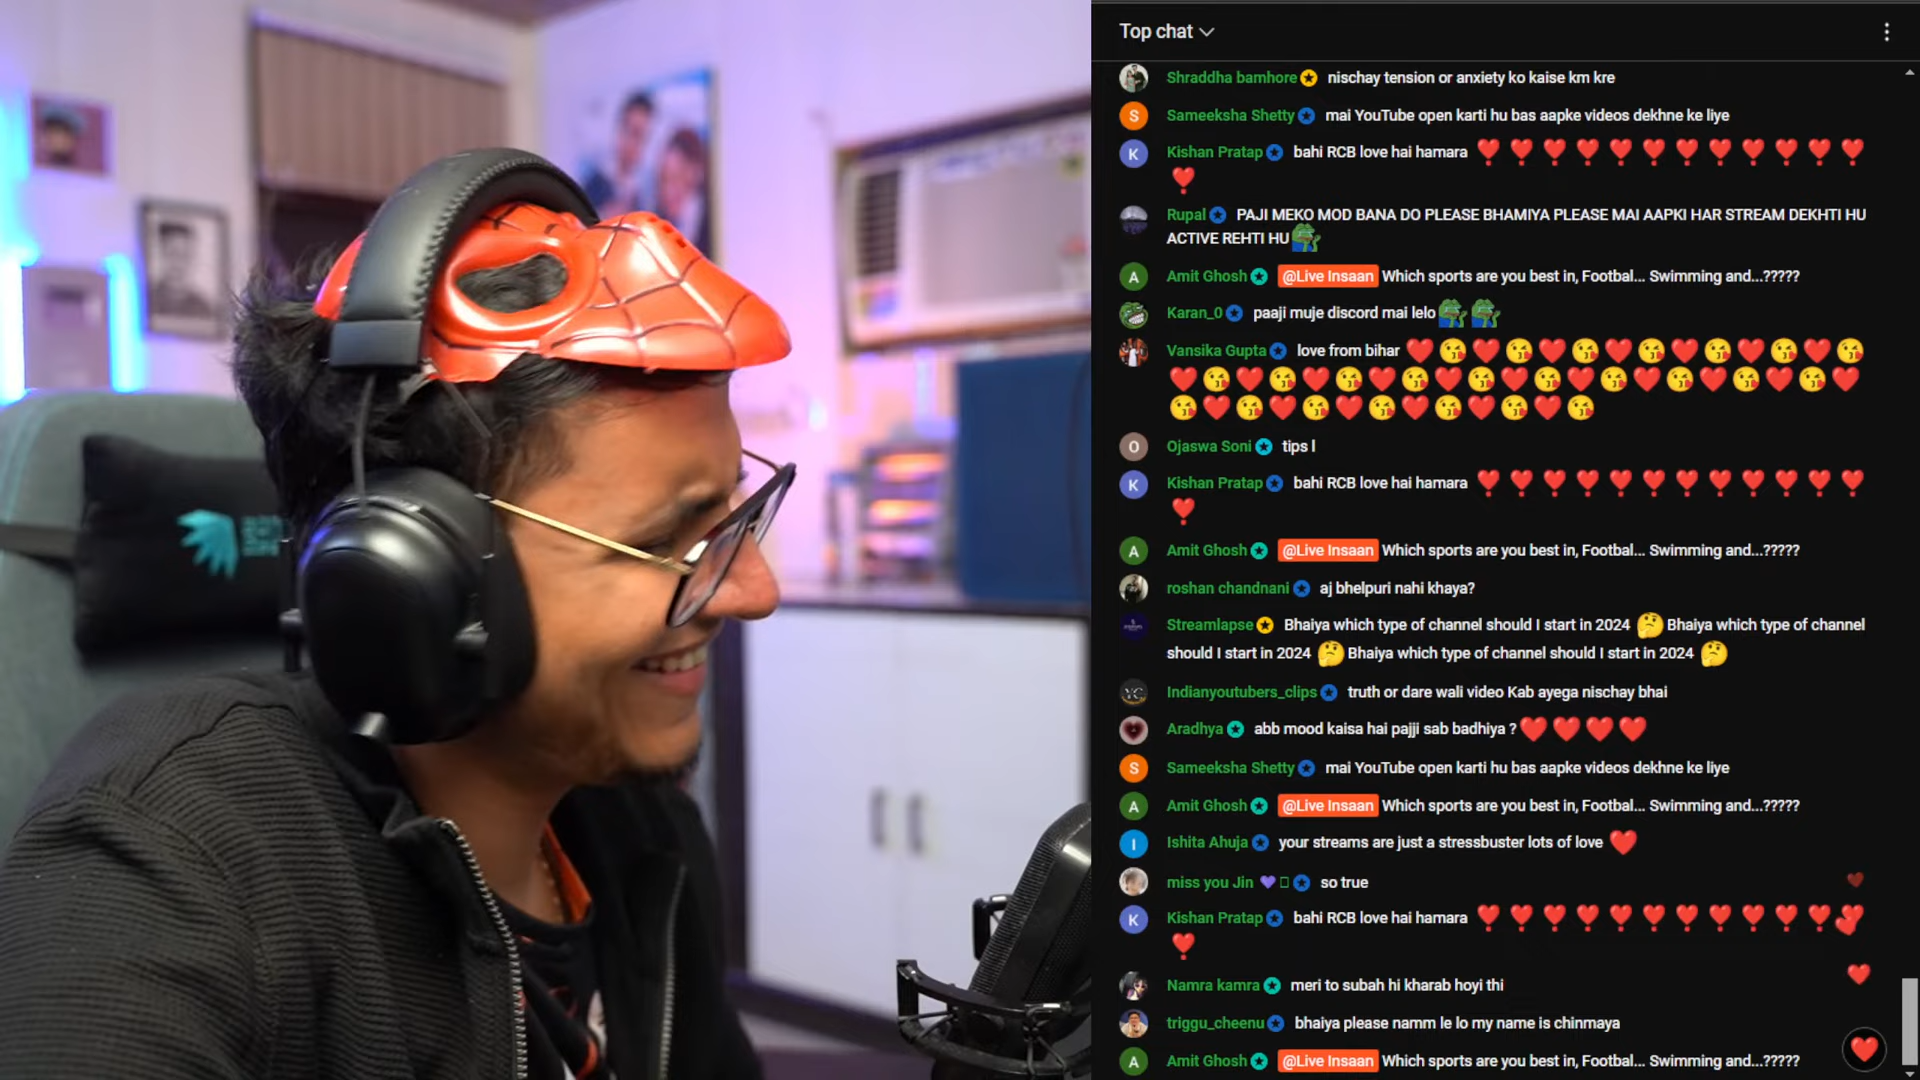 Top chat
Shraddha bamhore nischay tension or anxiety ko kaise km kre
S Sameeksha Shetty mai YouTube open karti hu bas aapke videos dekhne ke liye
K Kishan Pratap bahi RCB love hai hamara ❣️❣️❣️❣️❣️❣️❣️❣️❣️❣️❣️❣️
❣️
Rupal PAJI MEKO MOD BANA DO PLEASE BHAMIYA PLEASE MAI AAPKI HAR STREAM DEKHTI HU
ACTIVE REHTI HU
A Amit Ghosh @Live Insaan Which sports are you best in, Footbal... Swimming and...?????
Karan_0 paaji muje discord mai lelo
Vansika Gupta love from bihar ❤️😘❤️😘❤️😘❤️😘❤️😘❤️😘❤️😘
❤️😘❤️😘❤️😘❤️😘❤️😘❤️😘❤️😘❤️😘❤️😘❤️😘❤️
😘❤️😘❤️😘❤️😘❤️😘❤️😘❤️😘
O Ojaswa Soni tips l
K Kishan Pratap bahi RCB love hai hamara ❣️❣️❣️❣️❣️❣️❣️❣️❣️❣️❣️❣️
❣️
A Amit Ghosh @Live Insaan Which sports are you best in, Footbal... Swimming and...?????
roshan chandnani aj bhelpuri nahi khaya?
Streamlapse Bhaiya which type of channel should I start in 2024 🤔 Bhaiya which type of channel
should I start in 2024 🤔 Bhaiya which type of channel should I start in 2024 🤔
YC Indianyoutubers_clips truth or dare wali video Kab ayega nischay bhai
Aradhya abb mood kaisa hai pajji sab badhiya ? ❤️❤️❤️❤️
S Sameeksha Shetty mai YouTube open karti hu bas aapke videos dekhne ke liye
A Amit Ghosh @Live Insaan Which sports are you best in, Footbal... Swimming and...?????
I Ishita Ahuja your streams are just a stressbuster lots of love ❤️
miss you Jin 💜 so true
K Kishan Pratap bahi RCB love hai hamara ❣️❣️❣️❣️❣️❣️❣️❣️❣️❣️❣️❣️
❣️
Namra kamra meri to subah hi kharab hoyi thi
triggu_cheenu bhaiya please namm le lo my name is chinmaya
A Amit Ghosh @Live Insaan Which sports are you best in, Footbal... Swimming and...?????